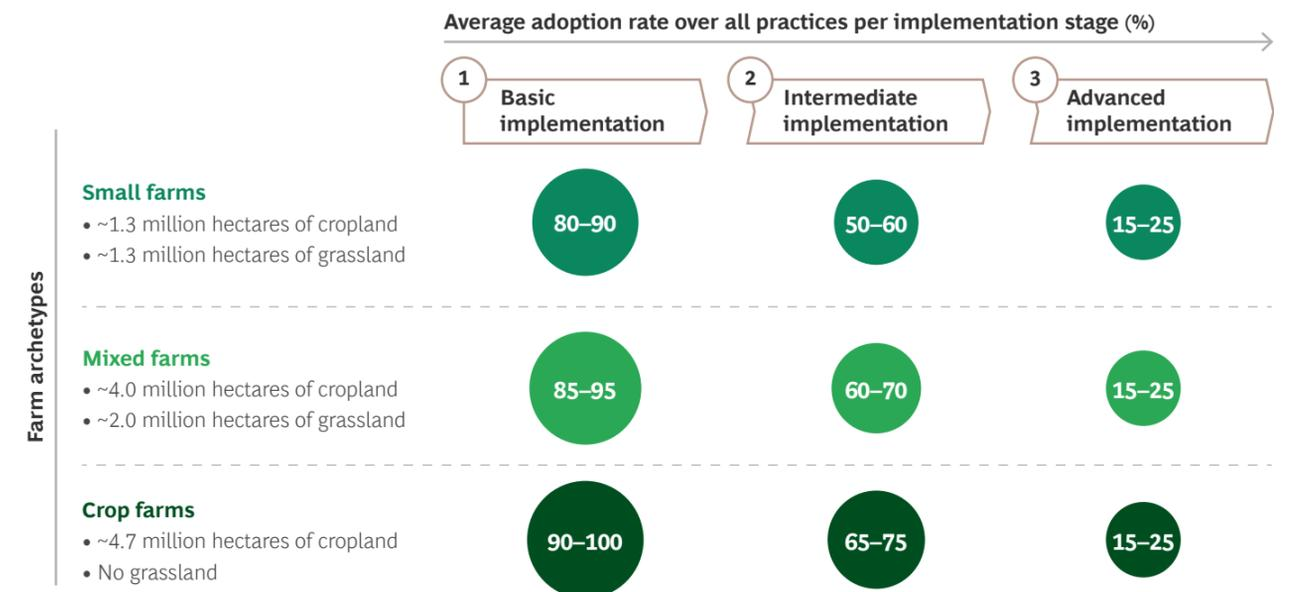 Average adoption rate over all practices per implementation stage (%)
1
Basic
implementation
2
Intermediate
implementation
3
Advanced
implementation
Farm archetypes
Small farms
• ~1.3 million hectares of cropland
• ~1.3 million hectares of grassland
80–90
50–60
15–25
Mixed farms
• ~4.0 million hectares of cropland
• ~2.0 million hectares of grassland
85–95
60–70
15–25
Crop farms
• ~4.7 million hectares of cropland
• No grassland
90–100
65–75
15–25